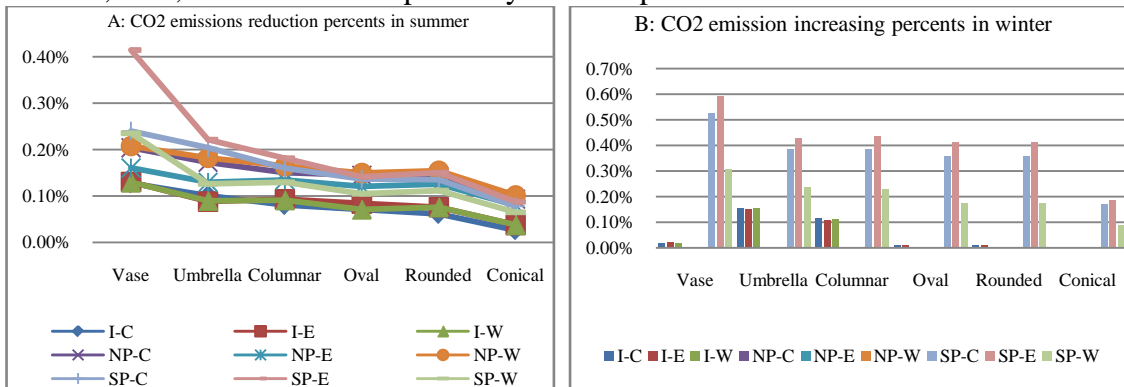 A: CO2 emissions reduction percents in summer
0.40%
0.30%
0.20%
0.10%
0.00%
Vase Umbrella Columnar Oval Rounded Conical
I-C I-E I-W
NP-C NP-E NP-W
SP-C SP-E SP-W
B: CO2 emission increasing percents in winter
0.70%
0.60%
0.50%
0.40%
0.30%
0.20%
0.10%
0.00%
Vase Umbrella Columnar Oval Rounded Conical
I-C I-E I-W NP-C NP-E NP-W SP-C SP-E SP-W